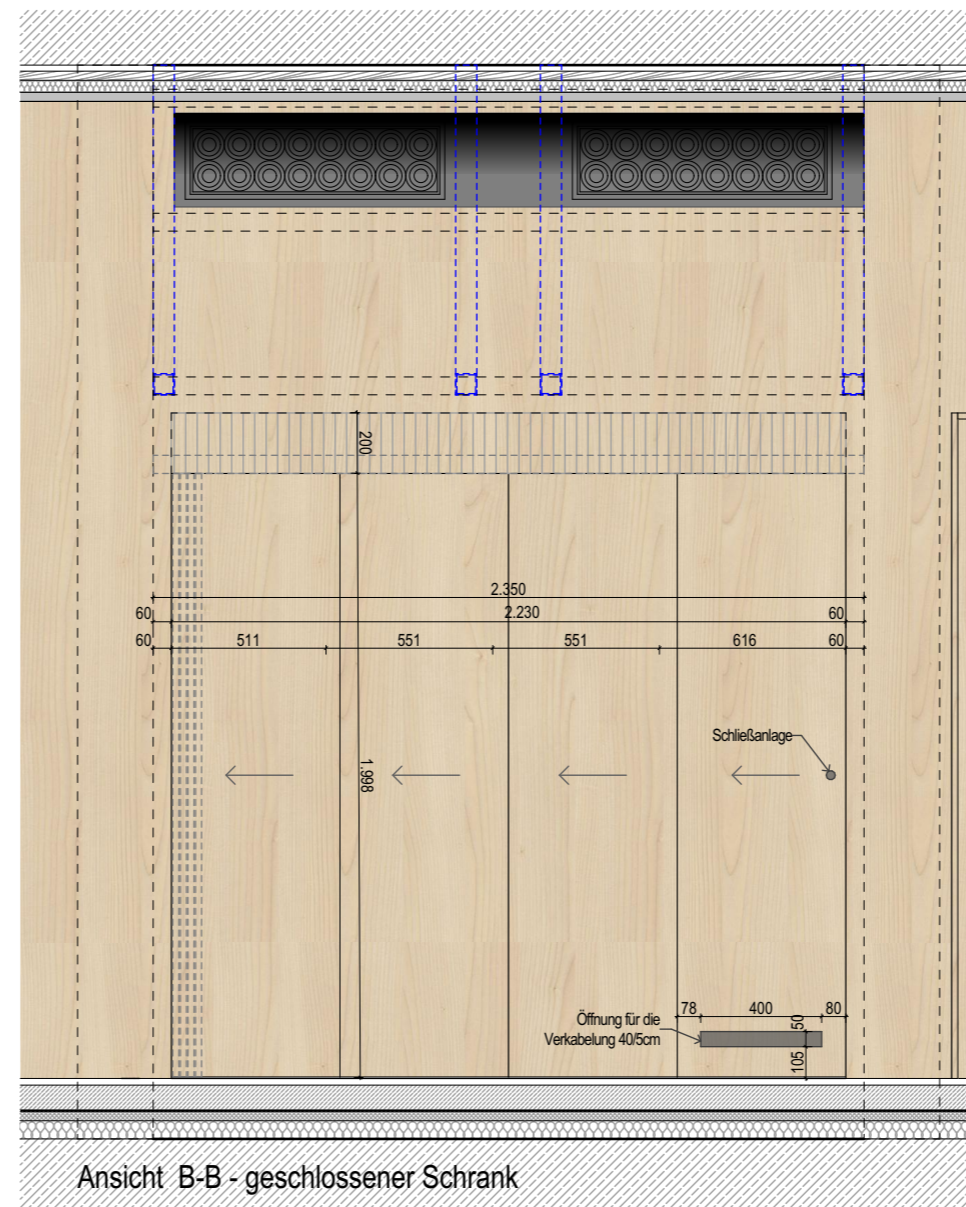 200
2.350
60 2.230 60
60 511 551 551 616 60
Schließanlage
1.998
78 400 80
Öffnung für die
Verkabelung 40/5cm
50
105
Ansicht B-B - geschlossener Schrank